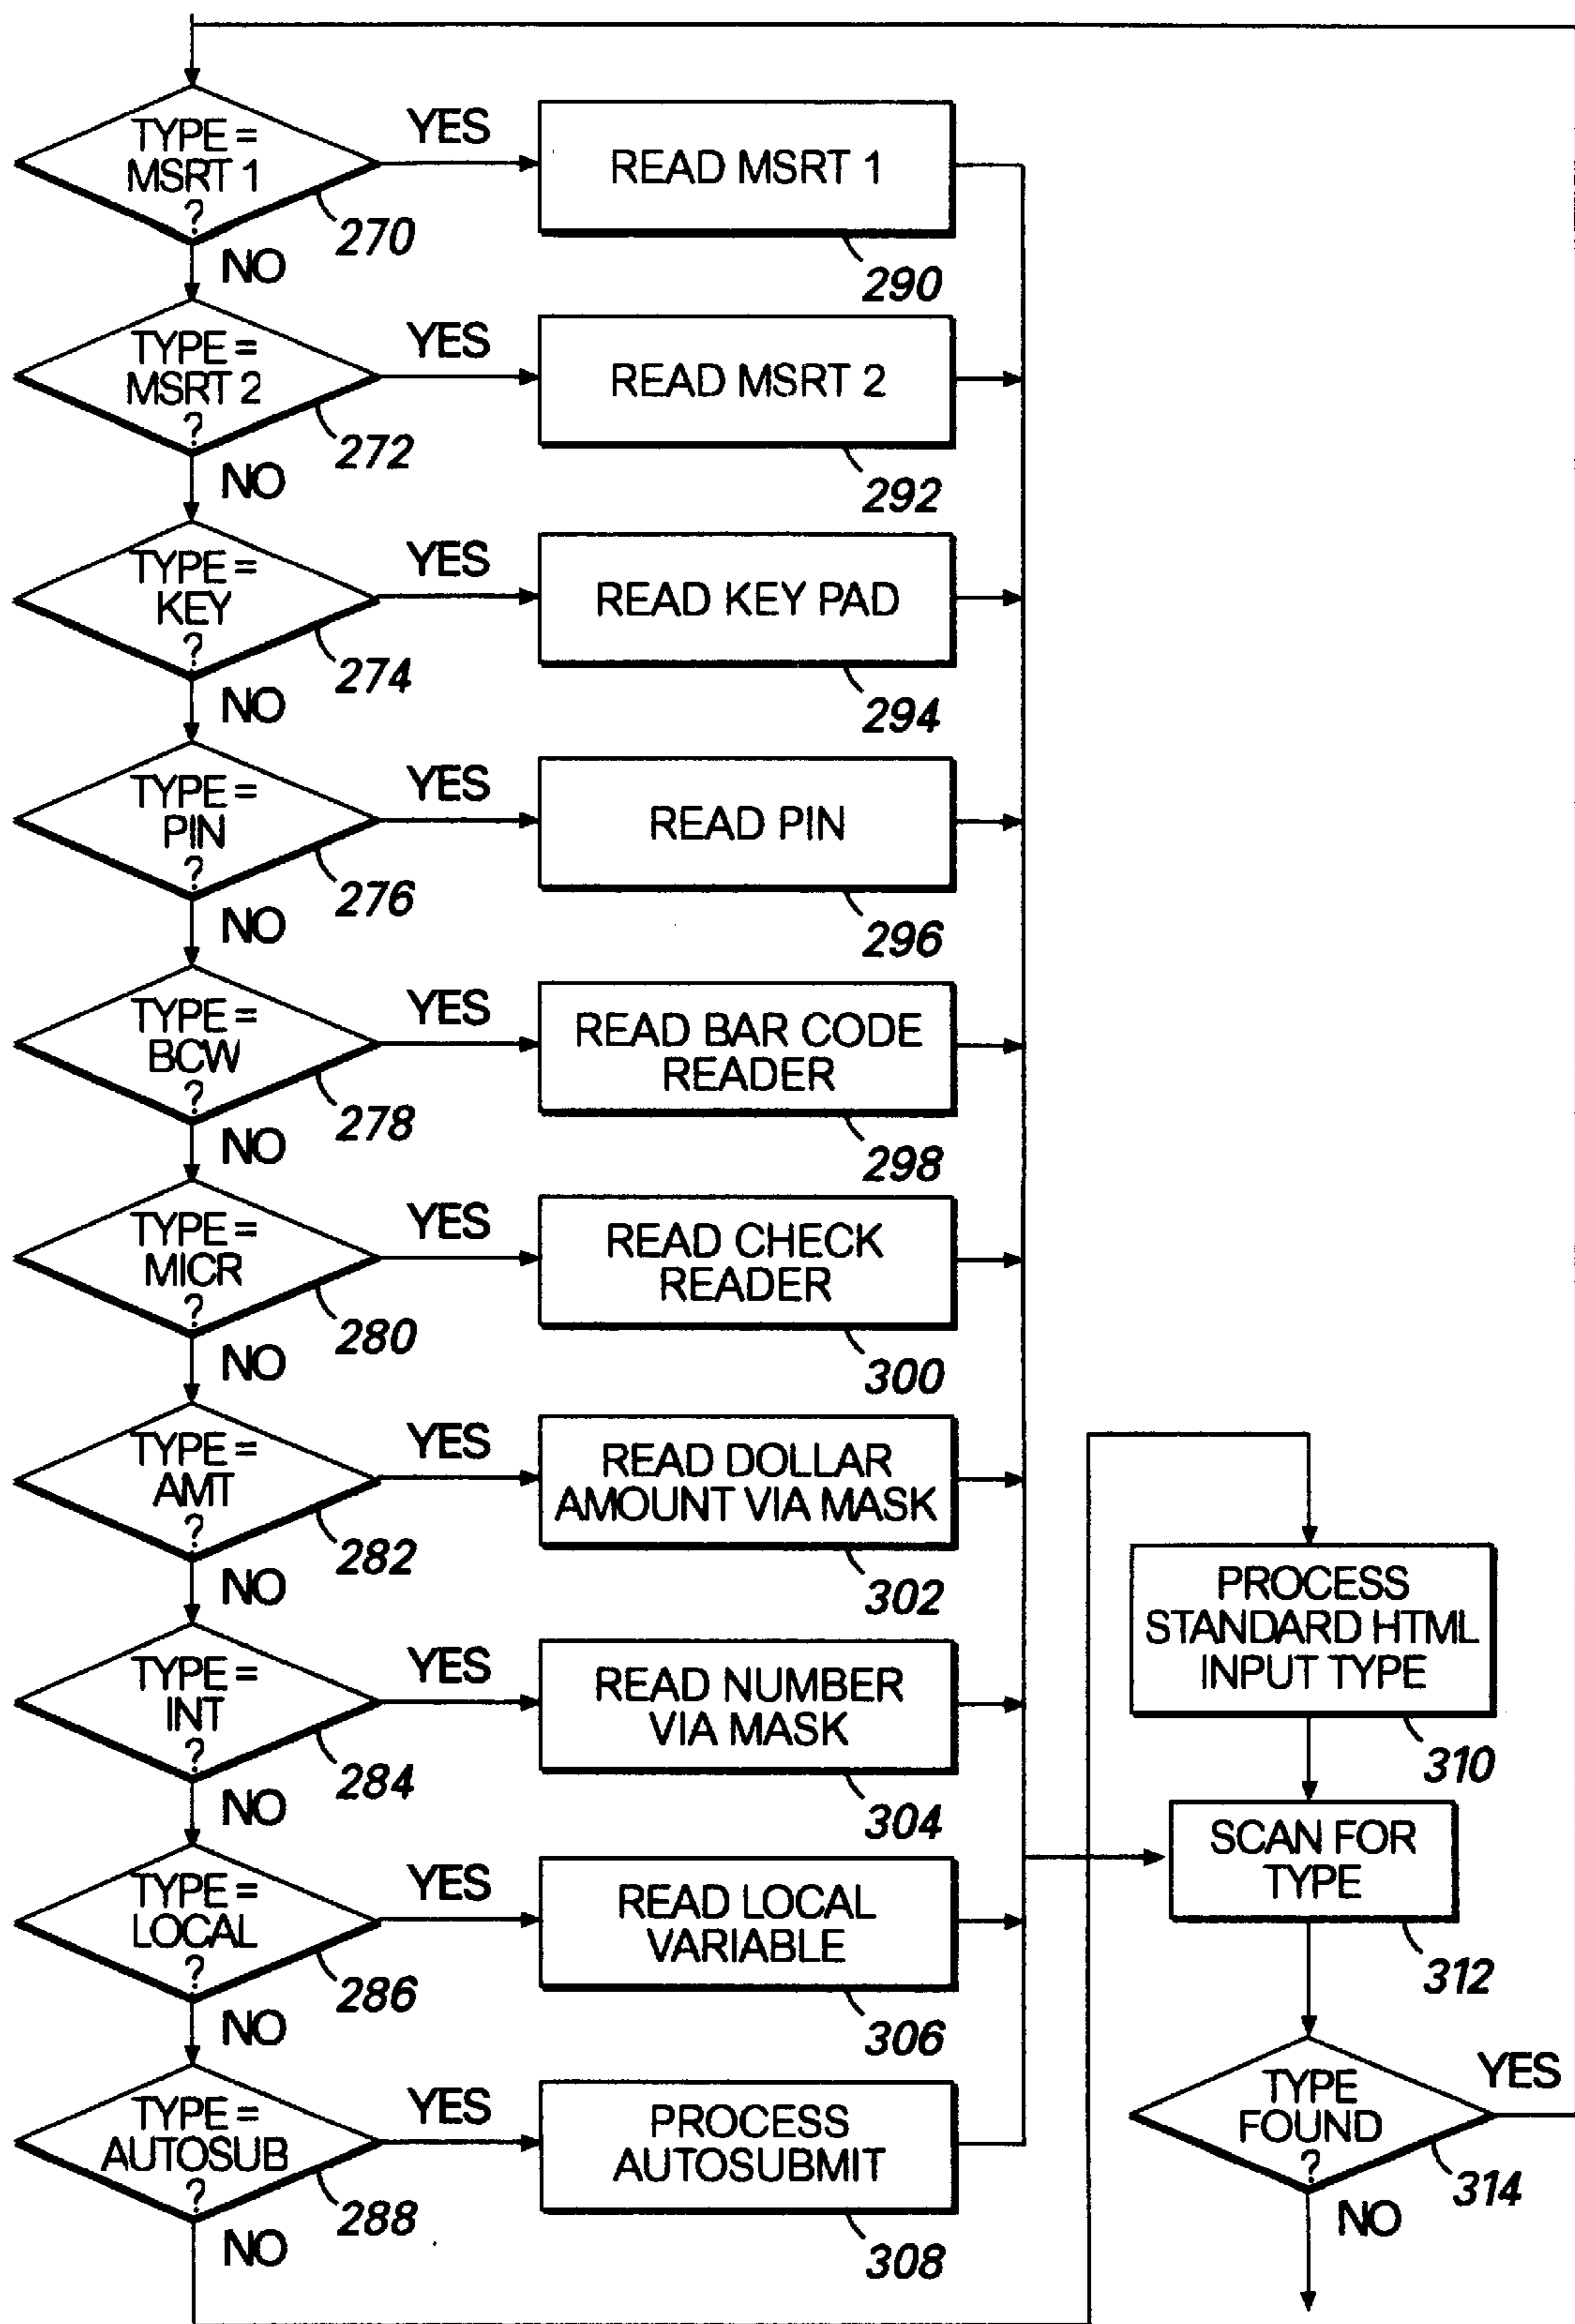 TYPE =
MSRT 1
?
270
YES
READ MSRT 1
290
NO
TYPE =
MSRT 2
?
272
YES
READ MSRT 2
292
NO
TYPE =
KEY
?
274
YES
READ KEY PAD
294
NO
TYPE =
PIN
?
276
YES
READ PIN
296
NO
TYPE =
BCW
?
278
YES
READ BAR CODE
READER
298
NO
TYPE =
MICR
?
280
YES
READ CHECK
READER
300
NO
TYPE =
AMT
?
282
YES
READ DOLLAR
AMOUNT VIA MASK
302
NO
TYPE =
INT
?
284
YES
READ NUMBER
VIA MASK
304
NO
TYPE =
LOCAL
?
286
YES
READ LOCAL
VARIABLE
306
NO
TYPE =
AUTOSUB
?
288
YES
PROCESS
AUTOSUBMIT
308
NO
PROCESS
STANDARD HTML
INPUT TYPE
310
SCAN FOR
TYPE
312
TYPE
FOUND
?
314
YES
NO